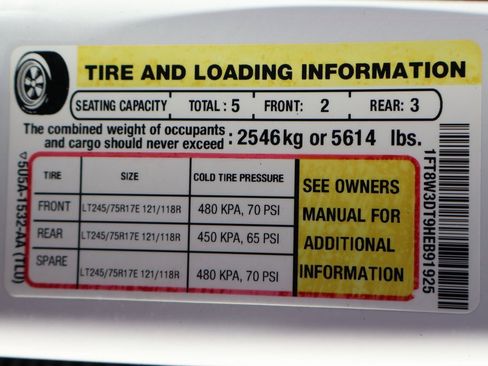 TIRE AND LOADING INFORMATION
SEATING CAPACITY TOTAL : 5 FRONT: 2 REAR: 3
The combined weight of occupants
and cargo should never exceed : 2546kg or 5614 lbs.
TIRE SIZE COLD TIRE PRESSURE
FRONT LT245/75R17E 121/118R 480 KPA, 70 PSI
REAR LT245/75R17E 121/118R 450 KPA, 65 PSI
SPARE LT245/75R17E 121/118R 480 KPA, 70 PSI
SEE OWNERS
MANUAL FOR
ADDITIONAL
INFORMATION
5U5A-1532-AA (TLU)
1FT8W3DT9HEB91925